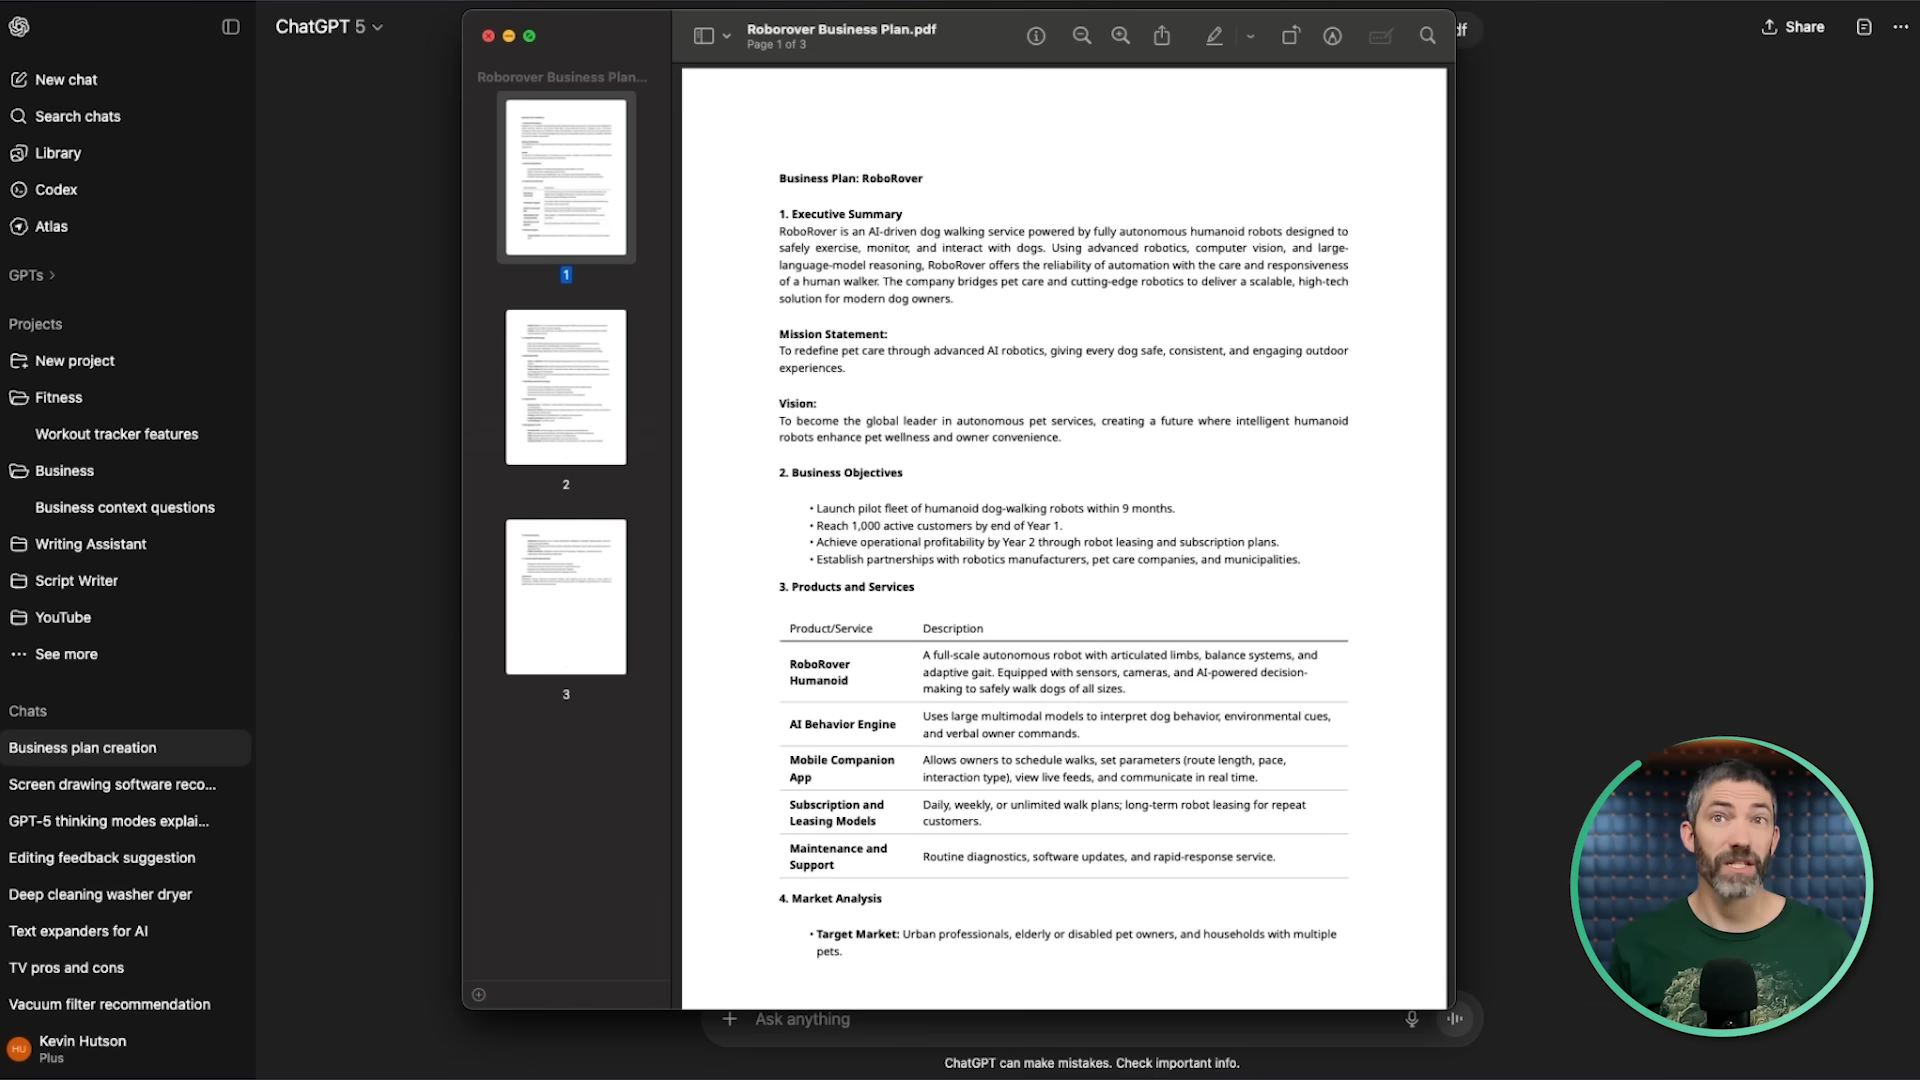 ChatGPT 5
New chat
Search chats
Library
Codex
Atlas
GPTs
Projects
New project
Fitness
Workout tracker features
Business
Business context questions
Writing Assistant
Script Writer
YouTube
See more
Chats
Business plan creation
Screen drawing software reco...
GPT-5 thinking modes explai...
Editing feedback suggestion
Deep cleaning washer dryer
Text expanders for AI
TV pros and cons
Vacuum filter recommendation
HU
Kevin Hutson
Plus
Roborover Business Plan...
1
2
3
Roborover Business Plan.pdf
Page 1 of 3
df
Share
Business Plan: RoboRover
1. Executive Summary
RoboRover is an AI-driven dog walking service powered by fully autonomous humanoid robots designed to
safely exercise, monitor, and interact with dogs. Using advanced robotics, computer vision, and large-
language-model reasoning, RoboRover offers the reliability of automation with the care and responsiveness
of a human walker. The company bridges pet care and cutting-edge robotics to deliver a scalable, high-tech
solution for modern dog owners.
Mission Statement:
To redefine pet care through advanced AI robotics, giving every dog safe, consistent, and engaging outdoor
experiences.
Vision:
To become the global leader in autonomous pet services, creating a future where intelligent humanoid
robots enhance pet wellness and owner convenience.
2. Business Objectives
• Launch pilot fleet of humanoid dog-walking robots within 9 months.
• Reach 1,000 active customers by end of Year 1.
• Achieve operational profitability by Year 2 through robot leasing and subscription plans.
• Establish partnerships with robotics manufacturers, pet care companies, and municipalities.
3. Products and Services
Product/Service Description
RoboRover
Humanoid
A full-scale autonomous robot with articulated limbs, balance systems, and
adaptive gait. Equipped with sensors, cameras, and AI-powered decision-
making to safely walk dogs of all sizes.
AI Behavior Engine
Uses large multimodal models to interpret dog behavior, environmental cues,
and verbal owner commands.
Mobile Companion
App
Allows owners to schedule walks, set parameters (route length, pace,
interaction type), view live feeds, and communicate in real time.
Subscription and
Leasing Models
Daily, weekly, or unlimited walk plans; long-term robot leasing for repeat
customers.
Maintenance and
Support
Routine diagnostics, software updates, and rapid-response service.
4. Market Analysis
• Target Market: Urban professionals, elderly or disabled pet owners, and households with multiple
pets.
Ask anything
ChatGPT can make mistakes. Check important info.